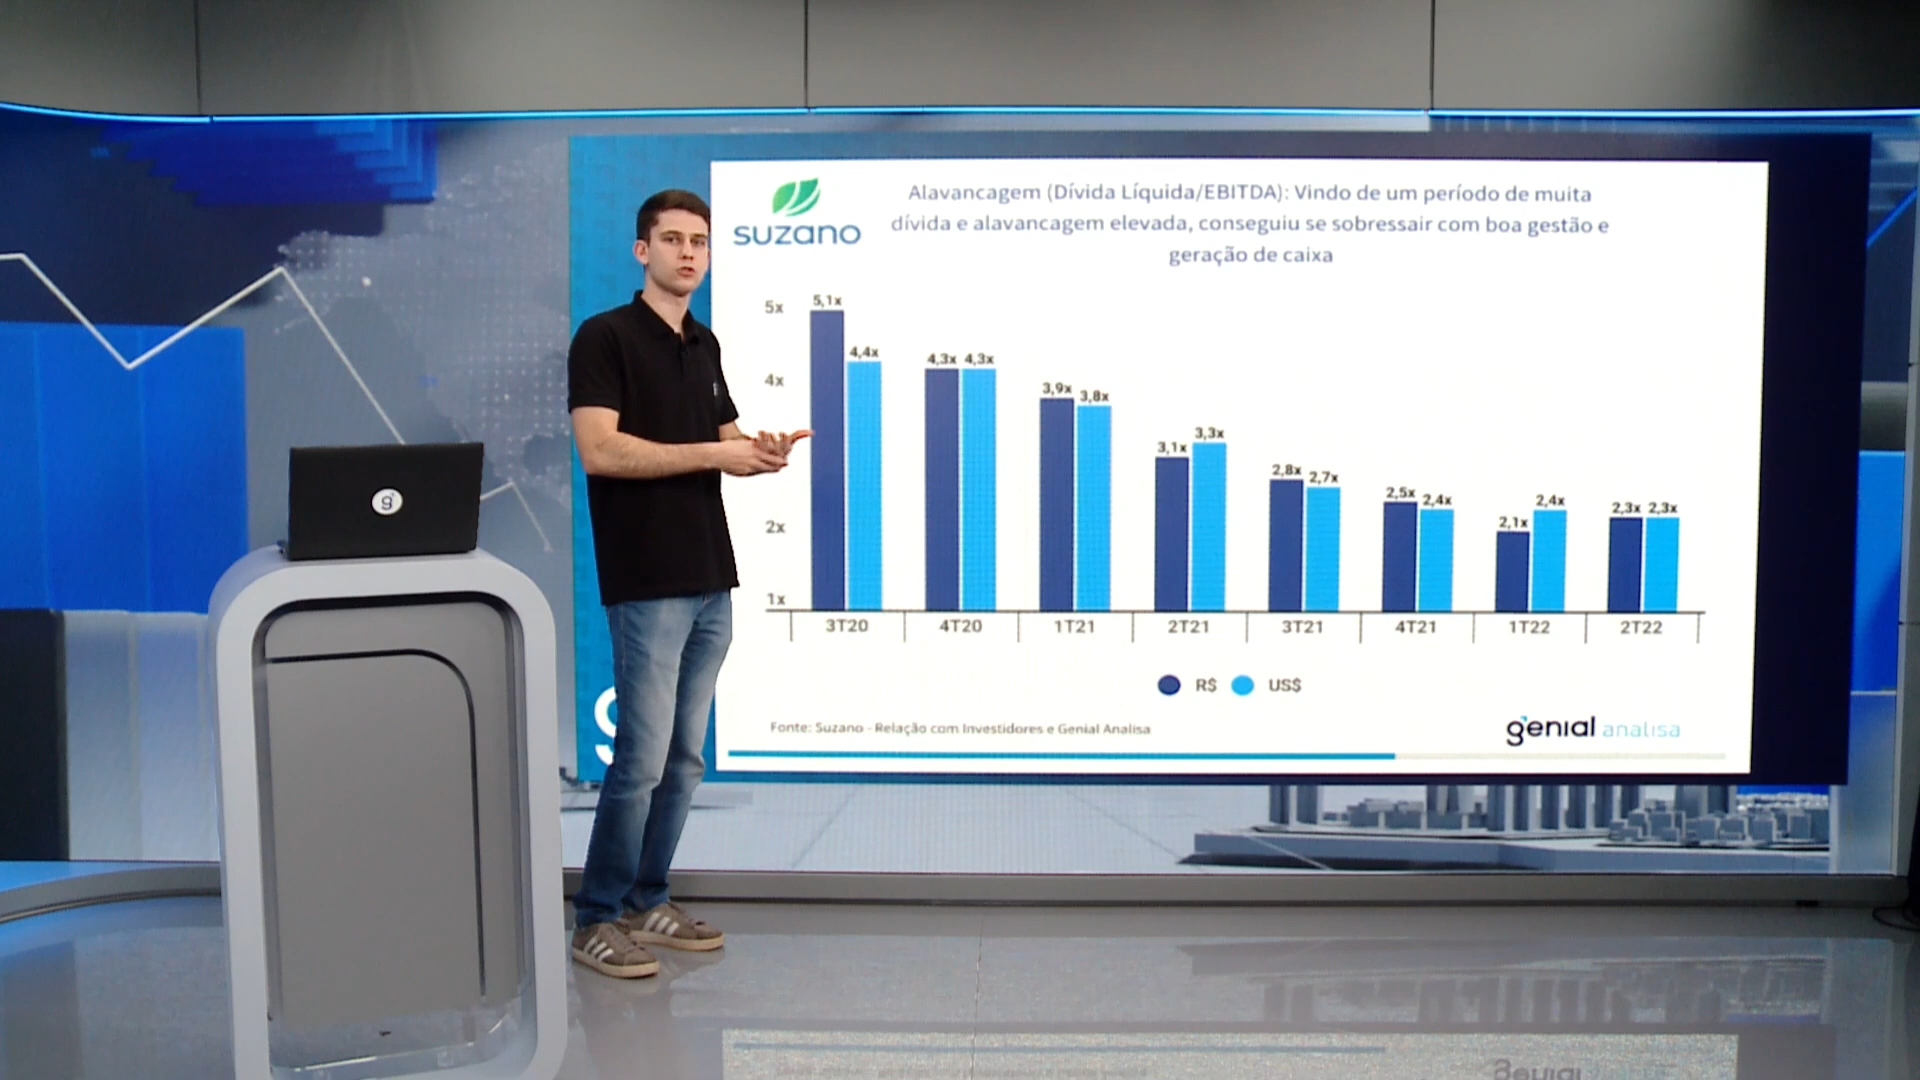 suzano
Alavancagem (Dívida Líquida/EBITDA): Vindo de um período de muita
dívida e alavancagem elevada, conseguiu se sobressair com boa gestão e
geração de caixa
5x
4x
2x
1x
5,1x 4,4x
4,3x 4,3x
3,9x 3,8x
3,1x 3,3x
2,8x 2,7x
2,5x 2,4x
2,1x 2,4x
2,3x 2,3x
3T20 4T20 1T21 2T21 3T21 4T21 1T22 2T22
R$ US$
Fonte: Suzano - Relação com Investidores e Genial Analisa
genial analisa
g
g